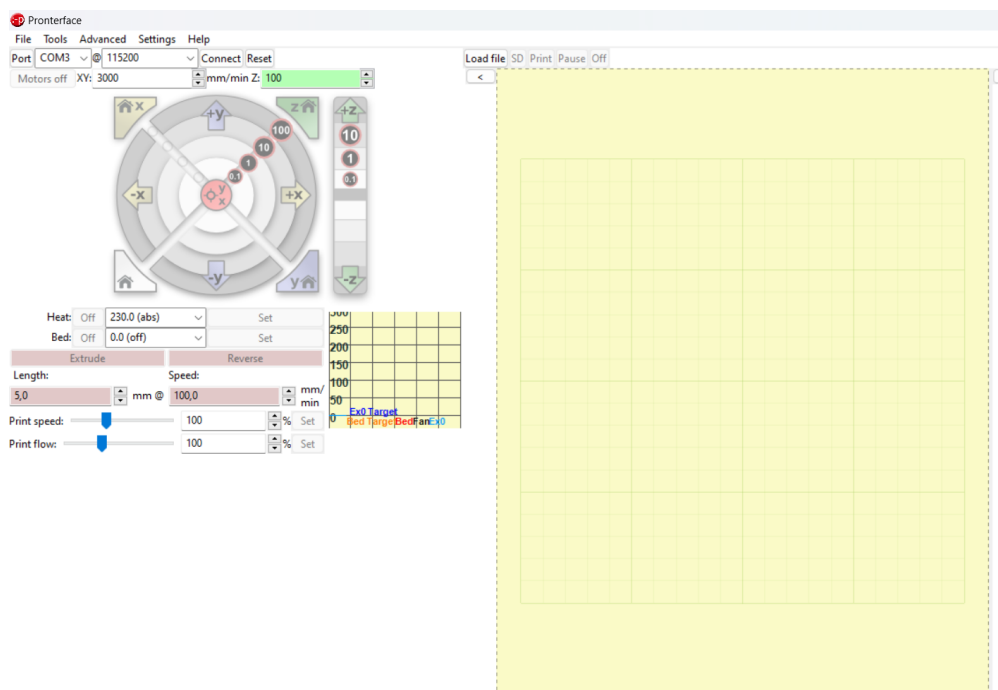 Pronterface
File Tools Advanced Settings Help
Port COM3 @ 115200 Connect Reset Load file SD Print Pause Off
Motors off XY: 3000 mm/min Z: 100 <
x +y z +z
100 10
10 1
1 0.1
0.1
-x y x +x
-y y -z
Heat: Off 230.0 (abs) Set
Bed: Off 0.0 (off) Set
Extrude Reverse
Length: Speed:
5,0 mm @ 100,0 mm/
min
Print speed: 100 % Set
Print flow: 100 % Set
300
250
200
150
100
50
0
Ex0 Target
Bed Target Bed Fan Ex0